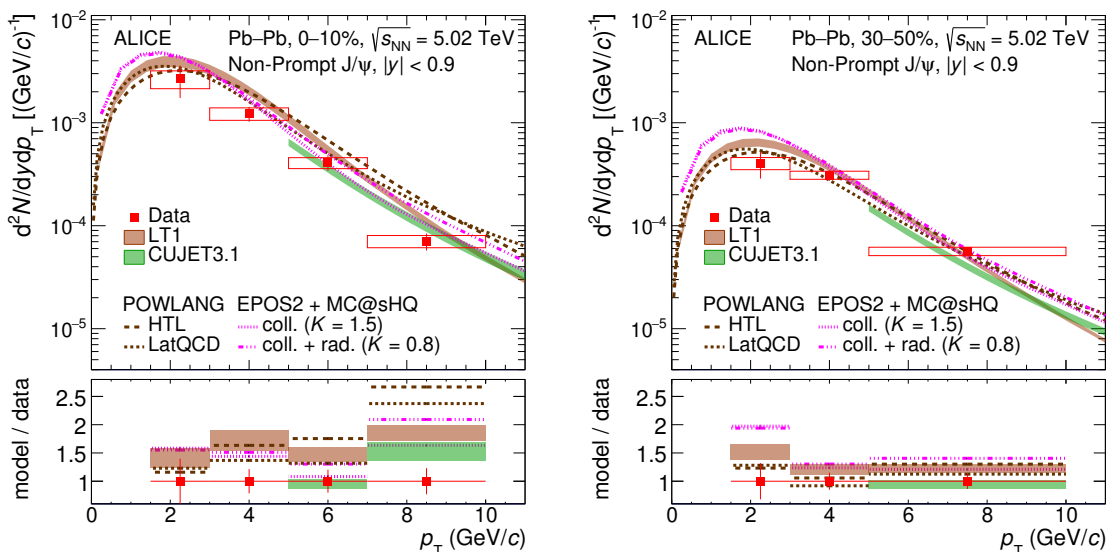 ALICE Pb–Pb, 0–10%, √sNN = 5.02 TeV
Non-Prompt J/ψ, |y| < 0.9
d²N/dydpT [(GeV/c)⁻¹]
10⁻²
10⁻³
10⁻⁴
10⁻⁵
Data
LT1
CUJET3.1
POWLANG EPOS2 + MC@sHQ
HTL coll. (K = 1.5)
LatQCD coll. + rad. (K = 0.8)
model / data
2.5
2
1.5
1
0 2 4 6 8 10
pT (GeV/c)
ALICE Pb–Pb, 30–50%, √sNN = 5.02 TeV
Non-Prompt J/ψ, |y| < 0.9
d²N/dydpT [(GeV/c)⁻¹]
10⁻²
10⁻³
10⁻⁴
10⁻⁵
Data
LT1
CUJET3.1
POWLANG EPOS2 + MC@sHQ
HTL coll. (K = 1.5)
LatQCD coll. + rad. (K = 0.8)
model / data
2.5
2
1.5
1
0 2 4 6 8 10
pT (GeV/c)